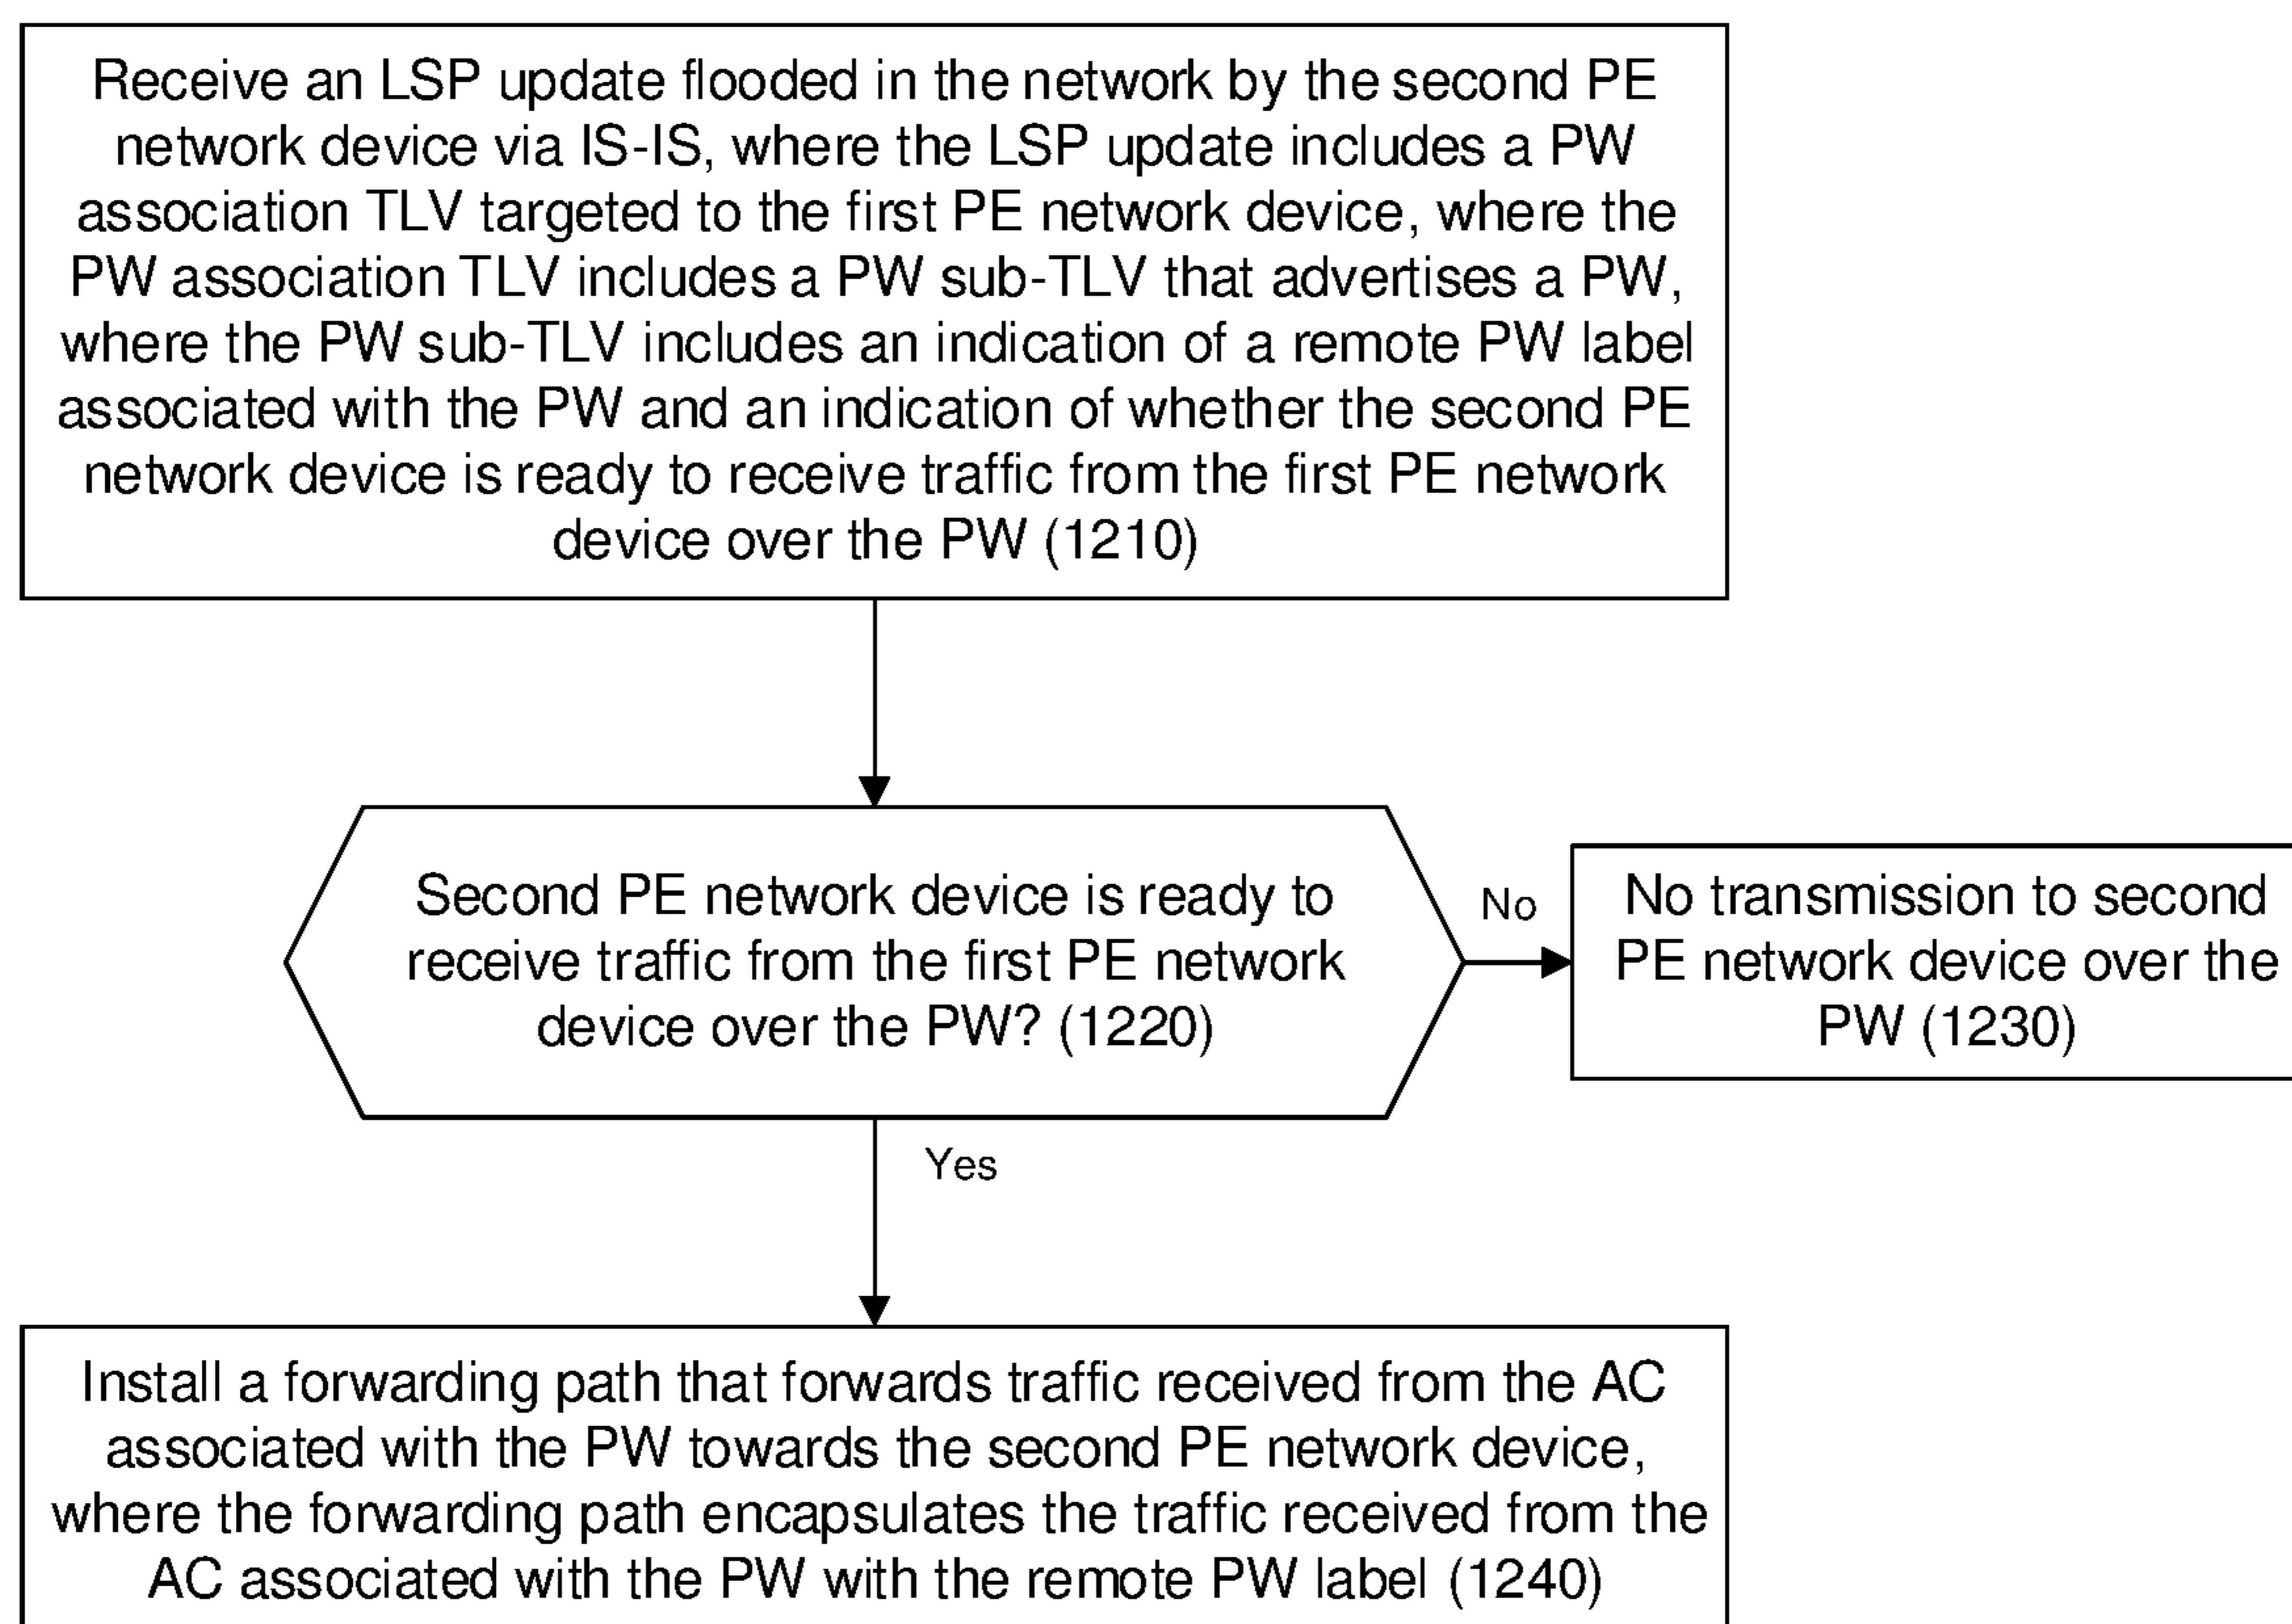 Receive an LSP update flooded in the network by the second PE
network device via IS-IS, where the LSP update includes a PW
association TLV targeted to the first PE network device, where the
PW association TLV includes a PW sub-TLV that advertises a PW,
where the PW sub-TLV includes an indication of a remote PW label
associated with the PW and an indication of whether the second PE
network device is ready to receive traffic from the first PE network
device over the PW (1210)
Second PE network device is ready to
receive traffic from the first PE network
device over the PW? (1220)
No
No transmission to second
PE network device over the
PW (1230)
Yes
Install a forwarding path that forwards traffic received from the AC
associated with the PW towards the second PE network device,
where the forwarding path encapsulates the traffic received from the
AC associated with the PW with the remote PW label (1240)